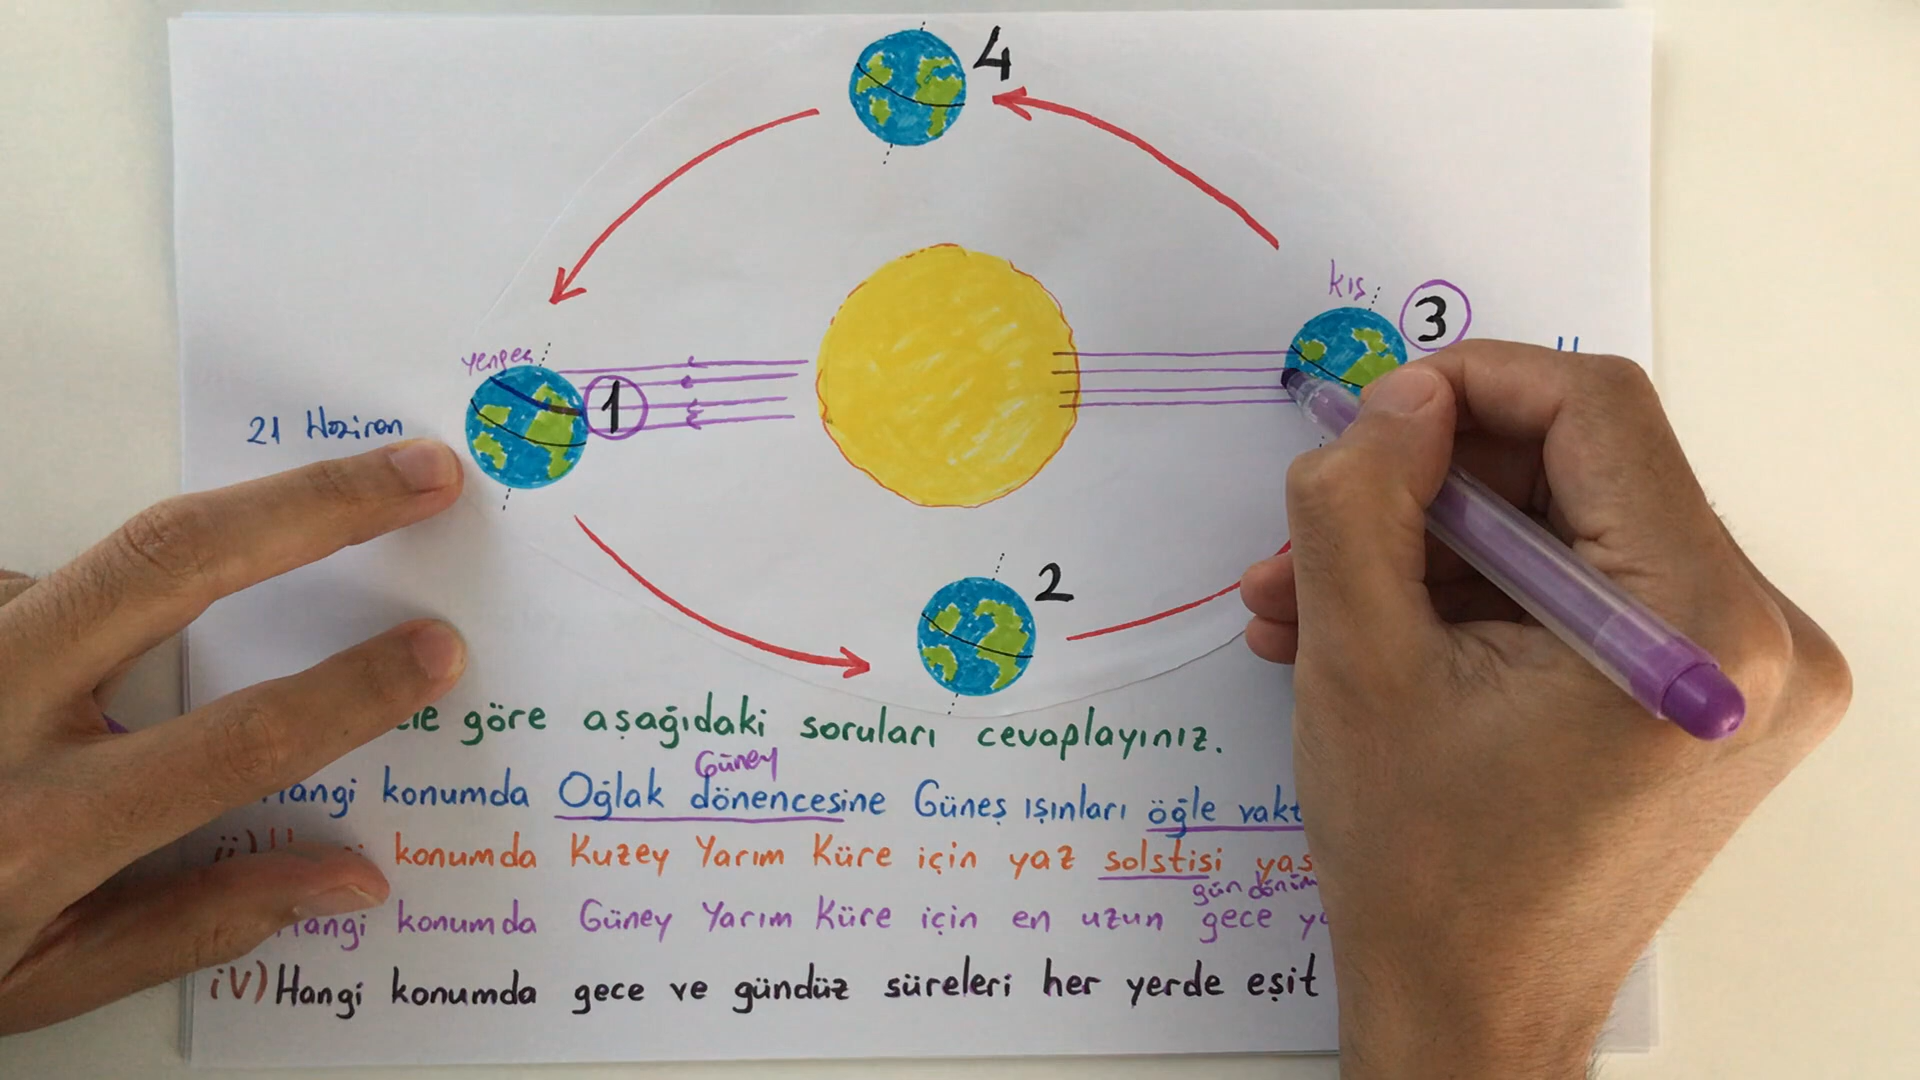 4
kış
3
yengeç
1
21 Haziran
2
göre aşağıdaki soruları cevaplayınız.
Güney
Hangi konumda Oğlak dönencesine Güneş ışınları öğle vakt
ii) konumda Kuzey Yarım Küre için yaz solstisi yaş
gün dönüm
Hangi konumda Güney Yarım Küre için en uzun gece
iV) Hangi konumda gece ve gündüz süreleri her yerde eşit